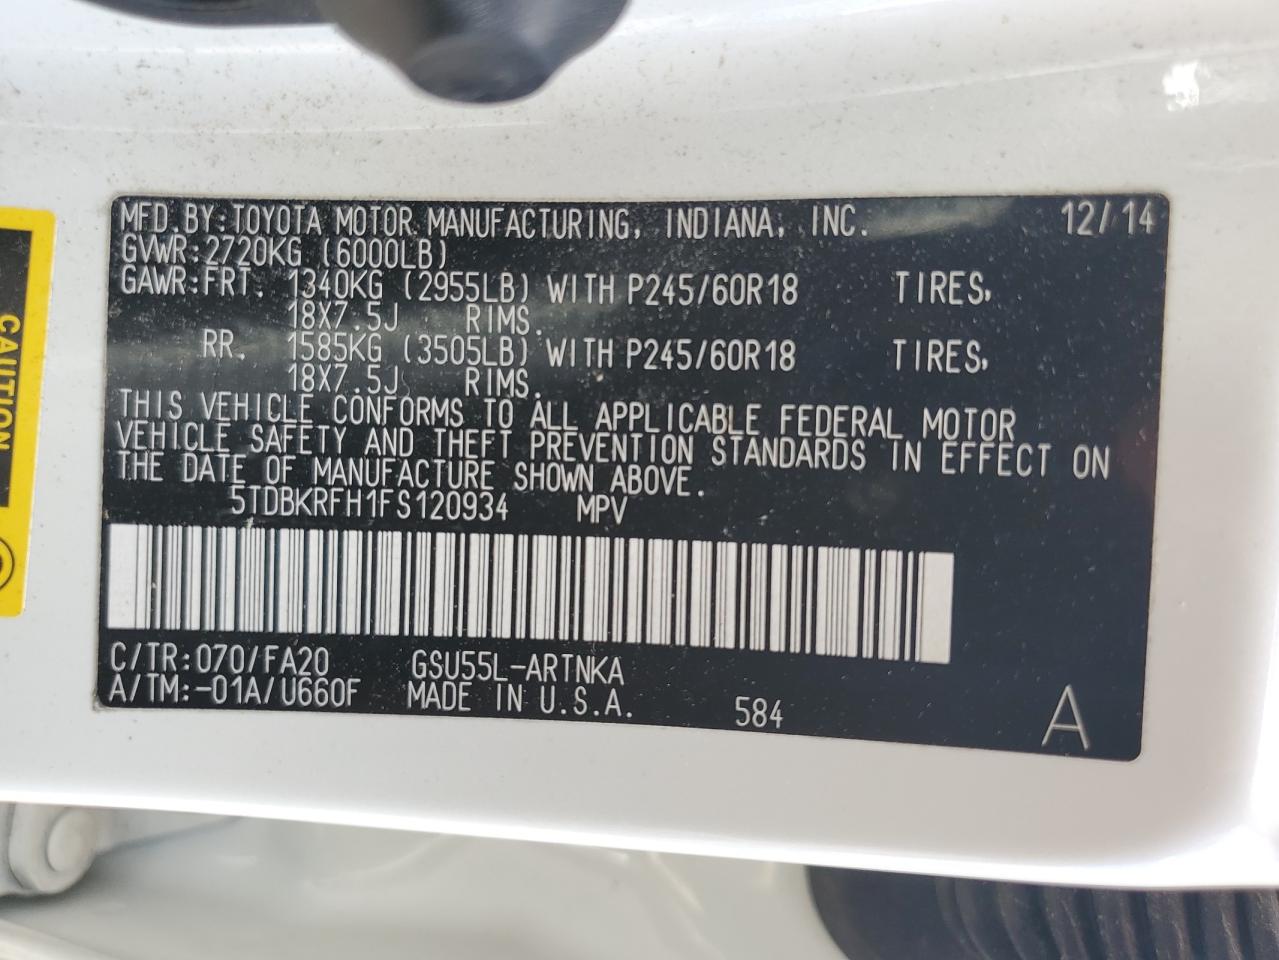 MFD.BY:TOYOTA MOTOR MANUFACTURING, INDIANA, INC. 12/14
GVWR:2720KG (6000LB)
GAWR:FRT. 1340KG (2955LB) WITH P245/60R18 TIRES,
18X7.5J RIMS.
RR. 1585KG (3505LB) WITH P245/60R18 TIRES,
18X7.5J RIMS.
THIS VEHICLE CONFORMS TO ALL APPLICABLE FEDERAL MOTOR
VEHICLE SAFETY AND THEFT PREVENTION STANDARDS IN EFFECT ON
THE DATE OF MANUFACTURE SHOWN ABOVE.
5TDBKRFH1FS120934 MPV
C/TR:070/FA20 GSU55L-ARTNKA
A/TM:-01A/U660F MADE IN U.S.A. 584 A
CAUTION